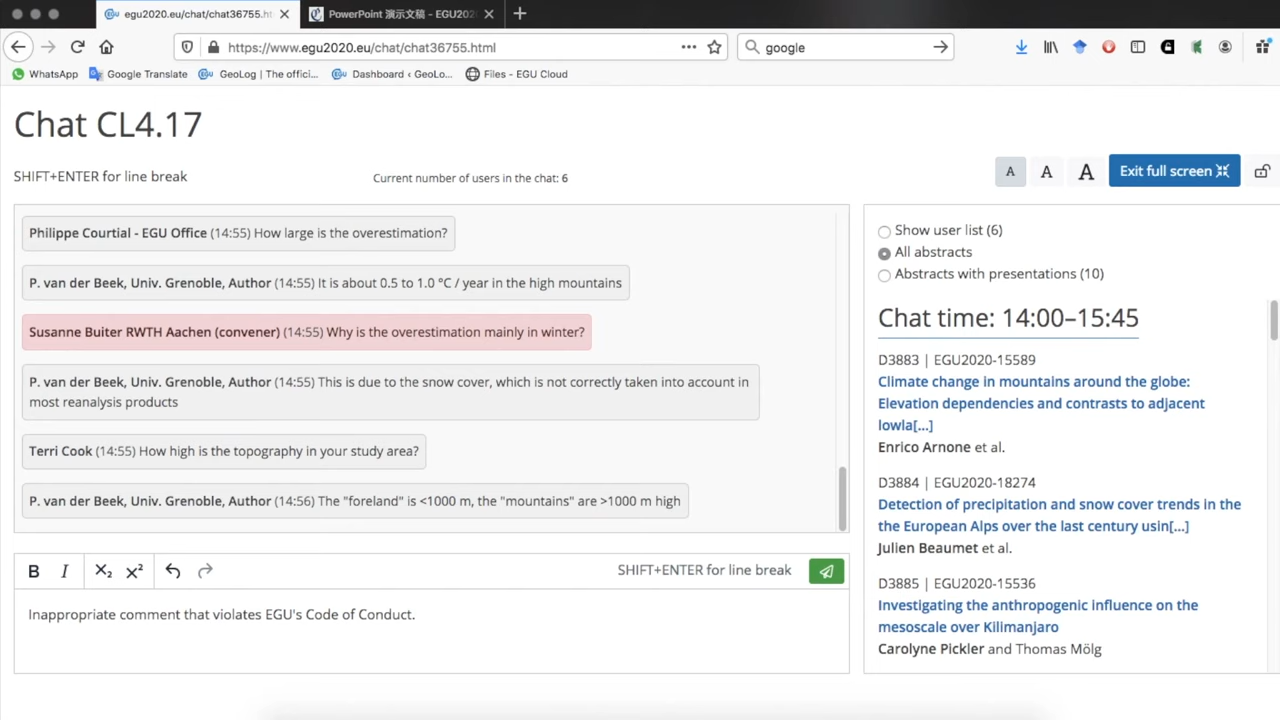 egu2020.eu/chat/chat36755.ht
PowerPoint 演示文稿 - EGU202
https://www.egu2020.eu/chat/chat36755.html
google
WhatsApp
Google Translate
GeoLog | The offici...
Dashboard ‹ GeoLo...
Files - EGU Cloud
Chat CL4.17
SHIFT+ENTER for line break
Current number of users in the chat: 6
A A A
Exit full screen
Philippe Courtial - EGU Office (14:55) How large is the overestimation?
P. van der Beek, Univ. Grenoble, Author (14:55) It is about 0.5 to 1.0 °C / year in the high mountains
Susanne Buiter RWTH Aachen (convener) (14:55) Why is the overestimation mainly in winter?
P. van der Beek, Univ. Grenoble, Author (14:55) This is due to the snow cover, which is not correctly taken into account in
most reanalysis products
Terri Cook (14:55) How high is the topography in your study area?
P. van der Beek, Univ. Grenoble, Author (14:56) The "foreland" is <1000 m, the "mountains" are >1000 m high
B I X₂ X²
SHIFT+ENTER for line break
Inappropriate comment that violates EGU's Code of Conduct.
Show user list (6)
All abstracts
Abstracts with presentations (10)
Chat time: 14:00–15:45
D3883 | EGU2020-15589
Climate change in mountains around the globe:
Elevation dependencies and contrasts to adjacent
lowla[...]
Enrico Arnone et al.
D3884 | EGU2020-18274
Detection of precipitation and snow cover trends in the
the European Alps over the last century usin[...]
Julien Beaumet et al.
D3885 | EGU2020-15536
Investigating the anthropogenic influence on the
mesoscale over Kilimanjaro
Carolyne Pickler and Thomas Mölg